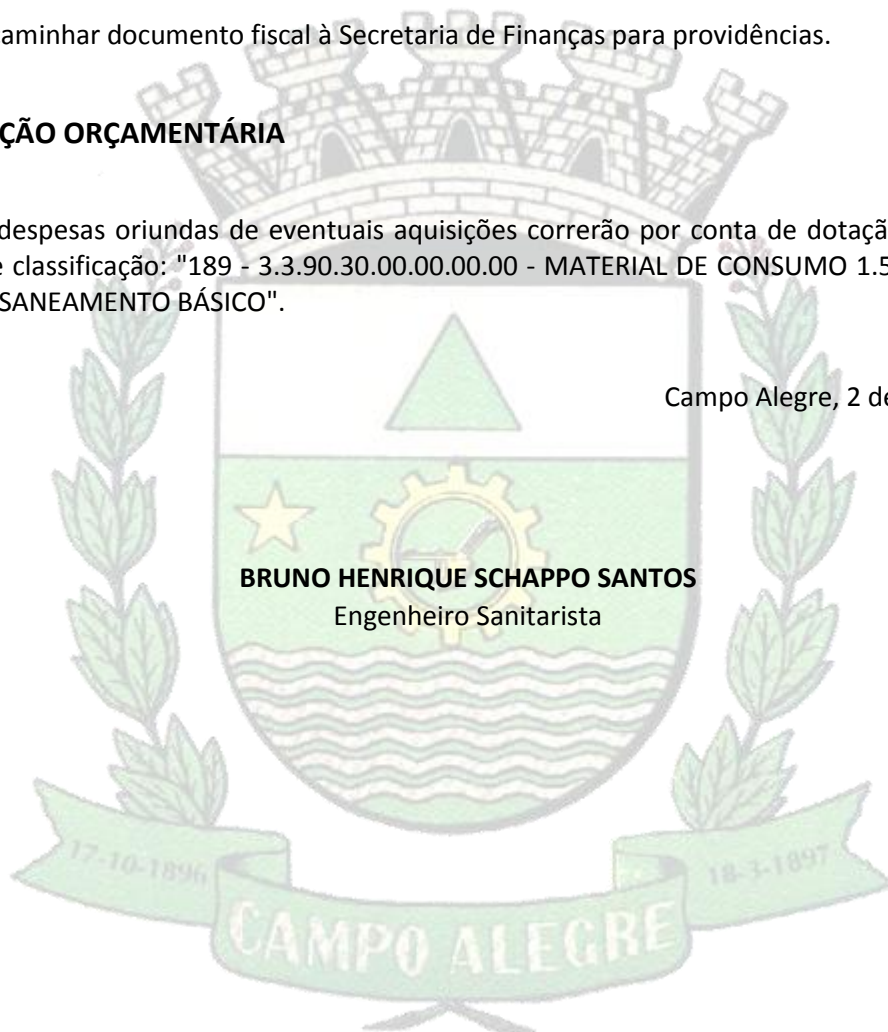 aminhar documento fiscal à Secretaria de Finanças para providências.
ÇÃO ORÇAMENTÁRIA
despesas oriundas de eventuais aquisições correrão por conta de dotaçã
e classificação: "189 - 3.3.90.30.00.00.00.00 - MATERIAL DE CONSUMO 1.5
SANEAMENTO BÁSICO".
Campo Alegre, 2 de
BRUNO HENRIQUE SCHAPPO SANTOS
Engenheiro Sanitarista
17-10-1896
18-3-1897
CAMPO ALEGRE